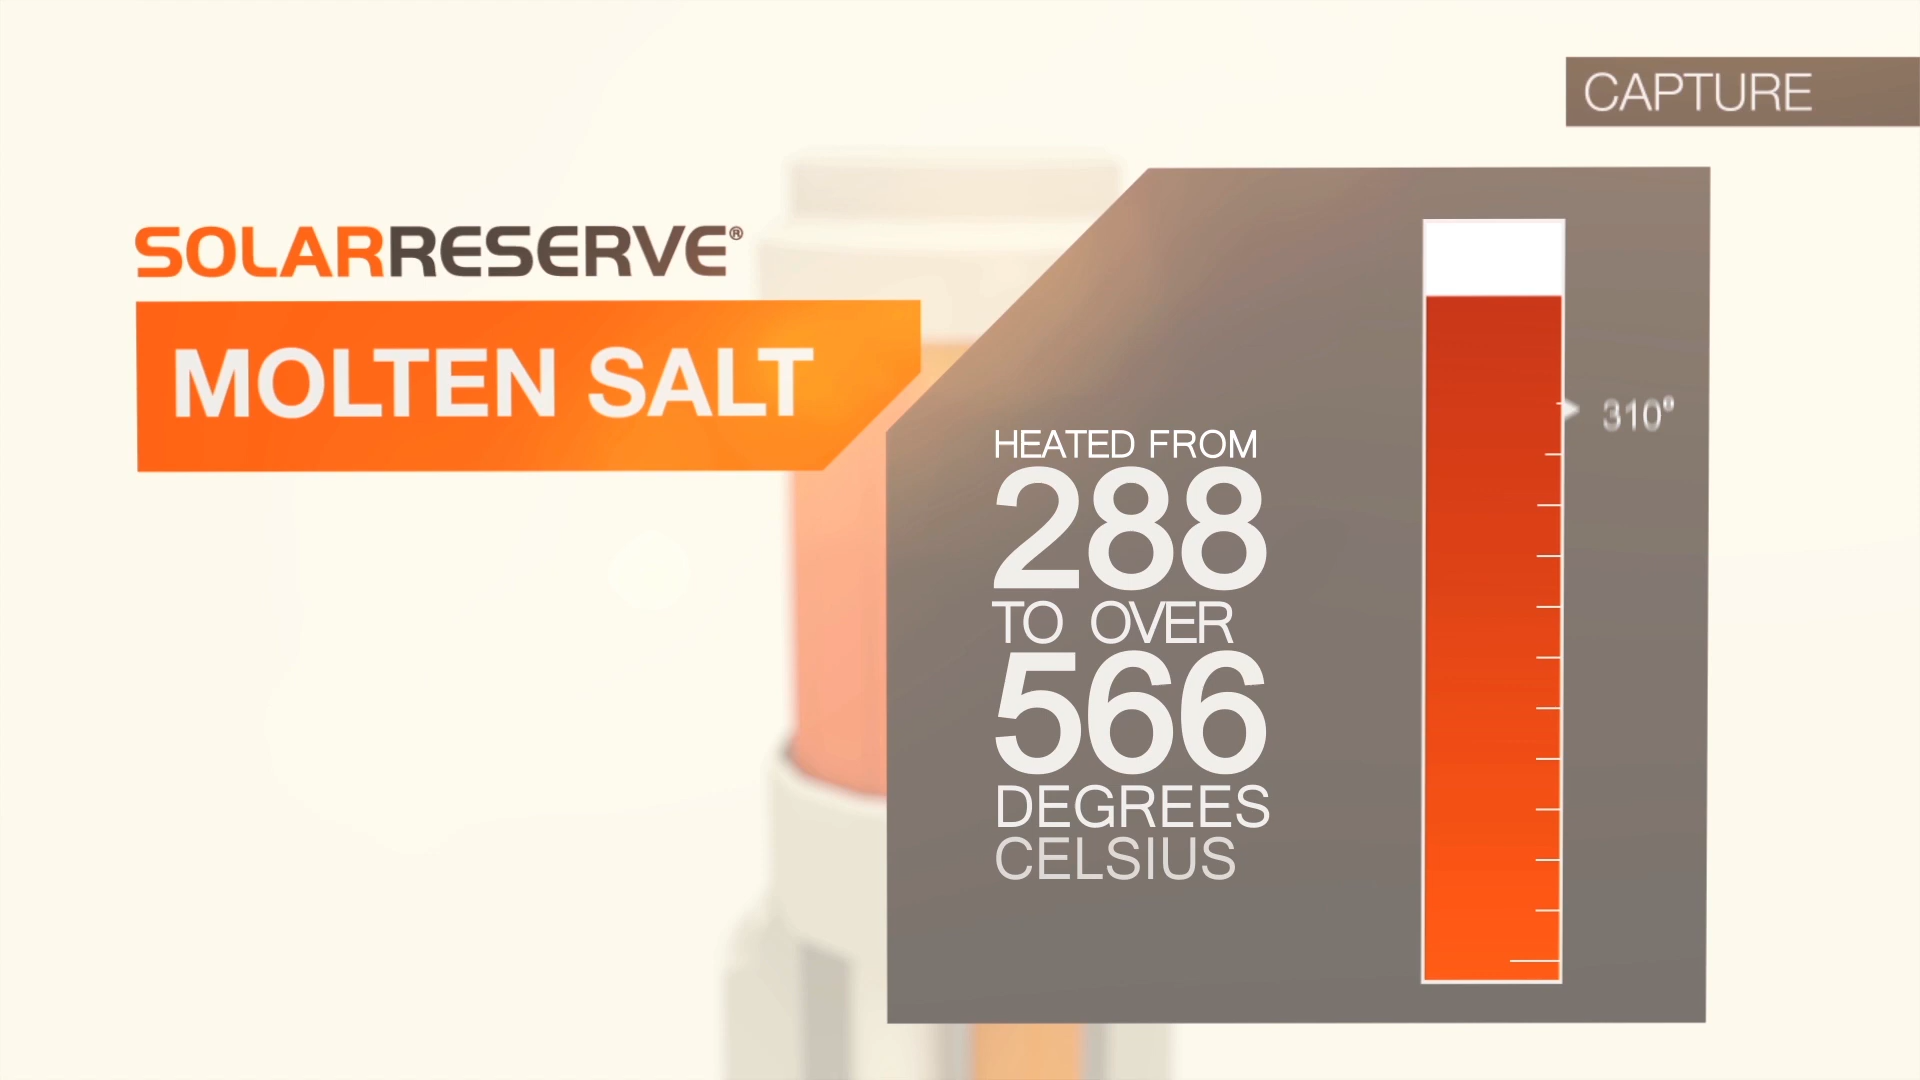 CAPTURE
SOLARRESERVE®
MOLTEN SALT
HEATED FROM
288
TO OVER
566
DEGREES
CELSIUS
310°